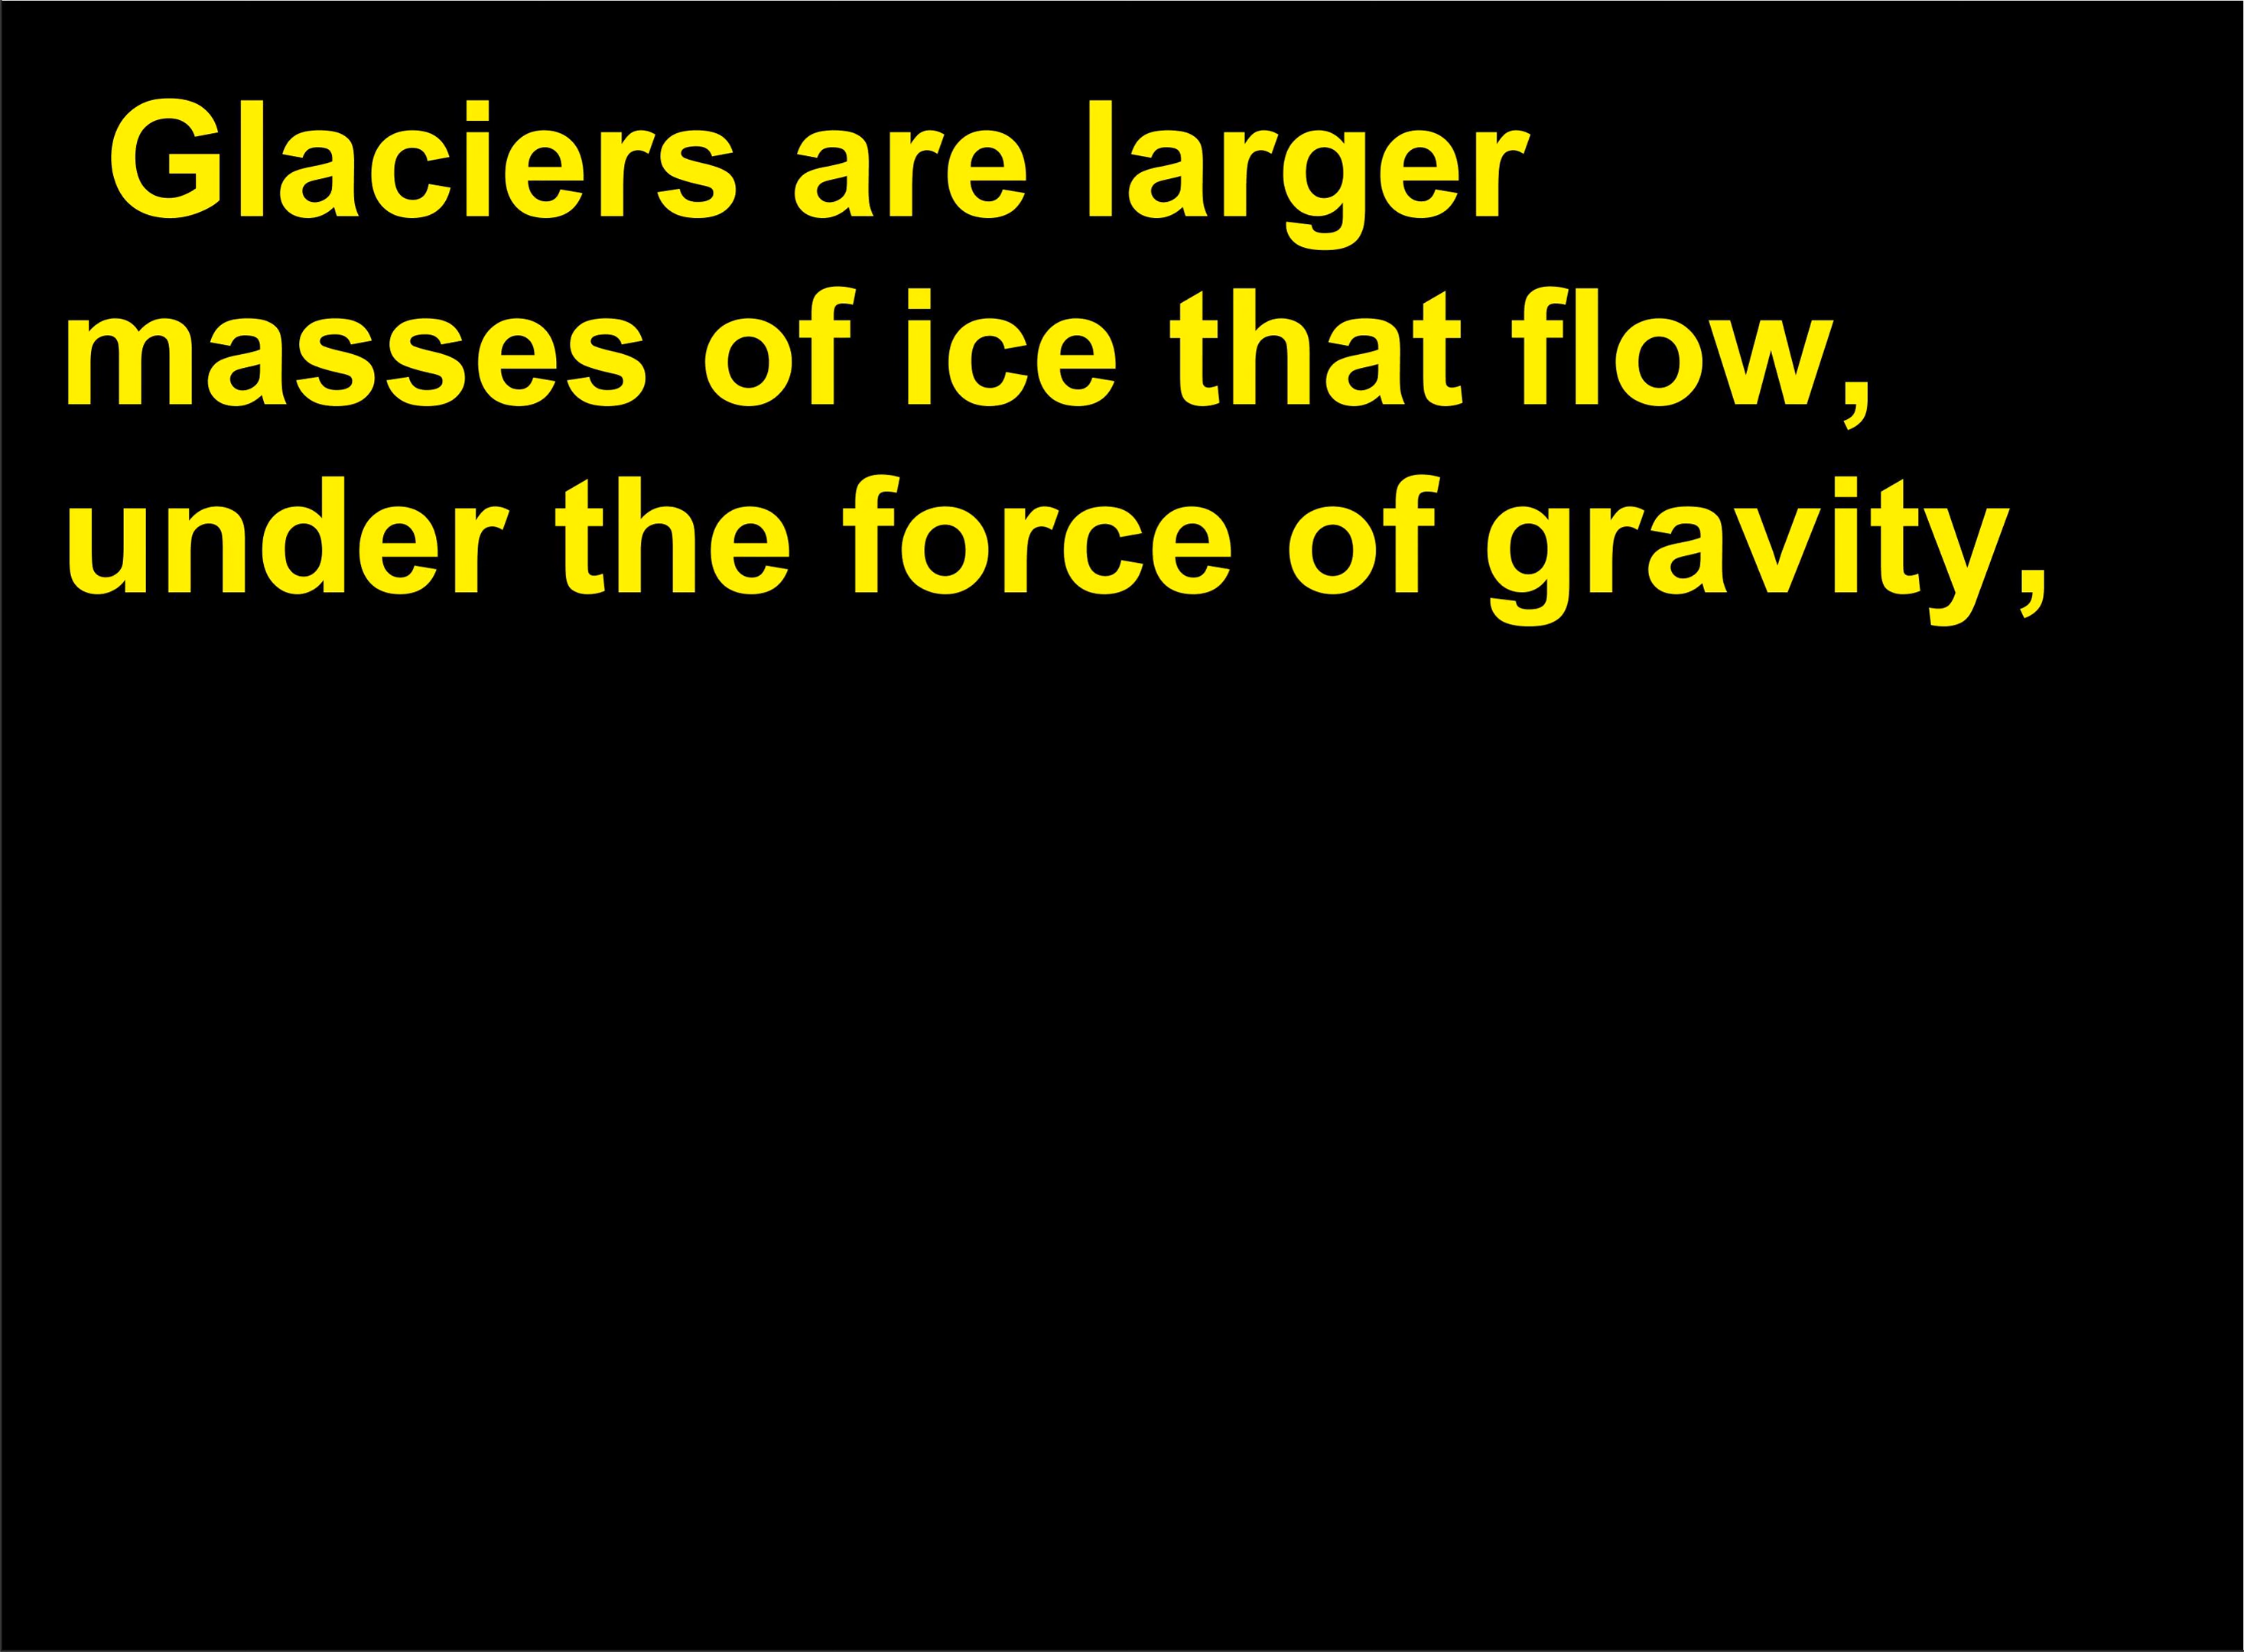 Glaciers are larger
masses of ice that flow,
under the force of gravity,